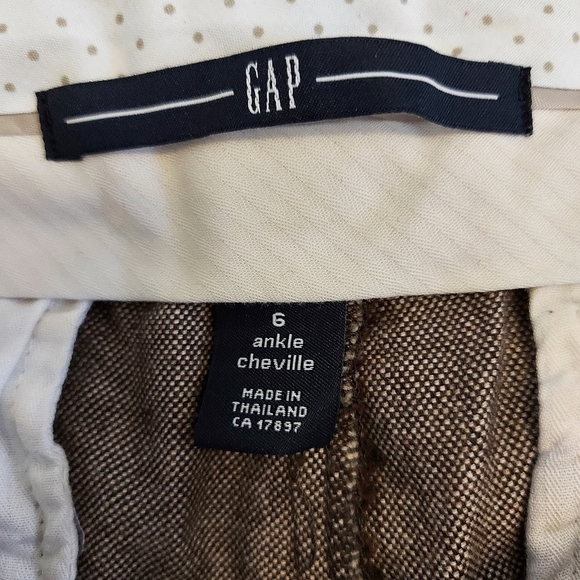 GAP
6
ankle
cheville
MADE IN
THAILAND
CA 17897